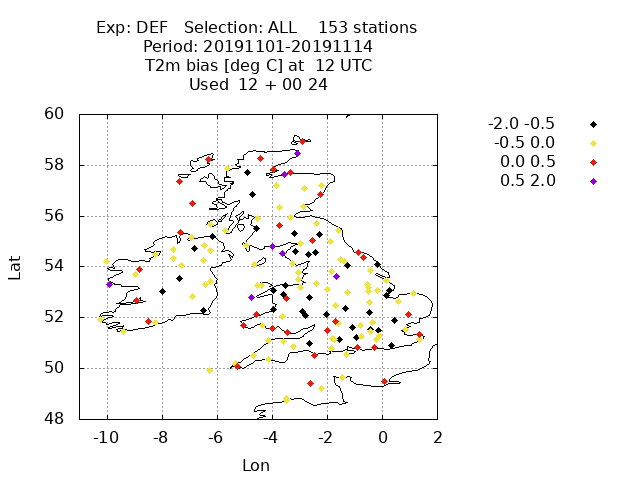 Exp: DEF Selection: ALL 153 stations
Period: 20191101-20191114
T2m bias [deg C] at 12 UTC
Used 12 + 00 24
-2.0 -0.5
-0.5 0.0
0.0 0.5
0.5 2.0
Lat
60
58
56
54
52
50
48
-10 -8 -6 -4 -2 0 2
Lon